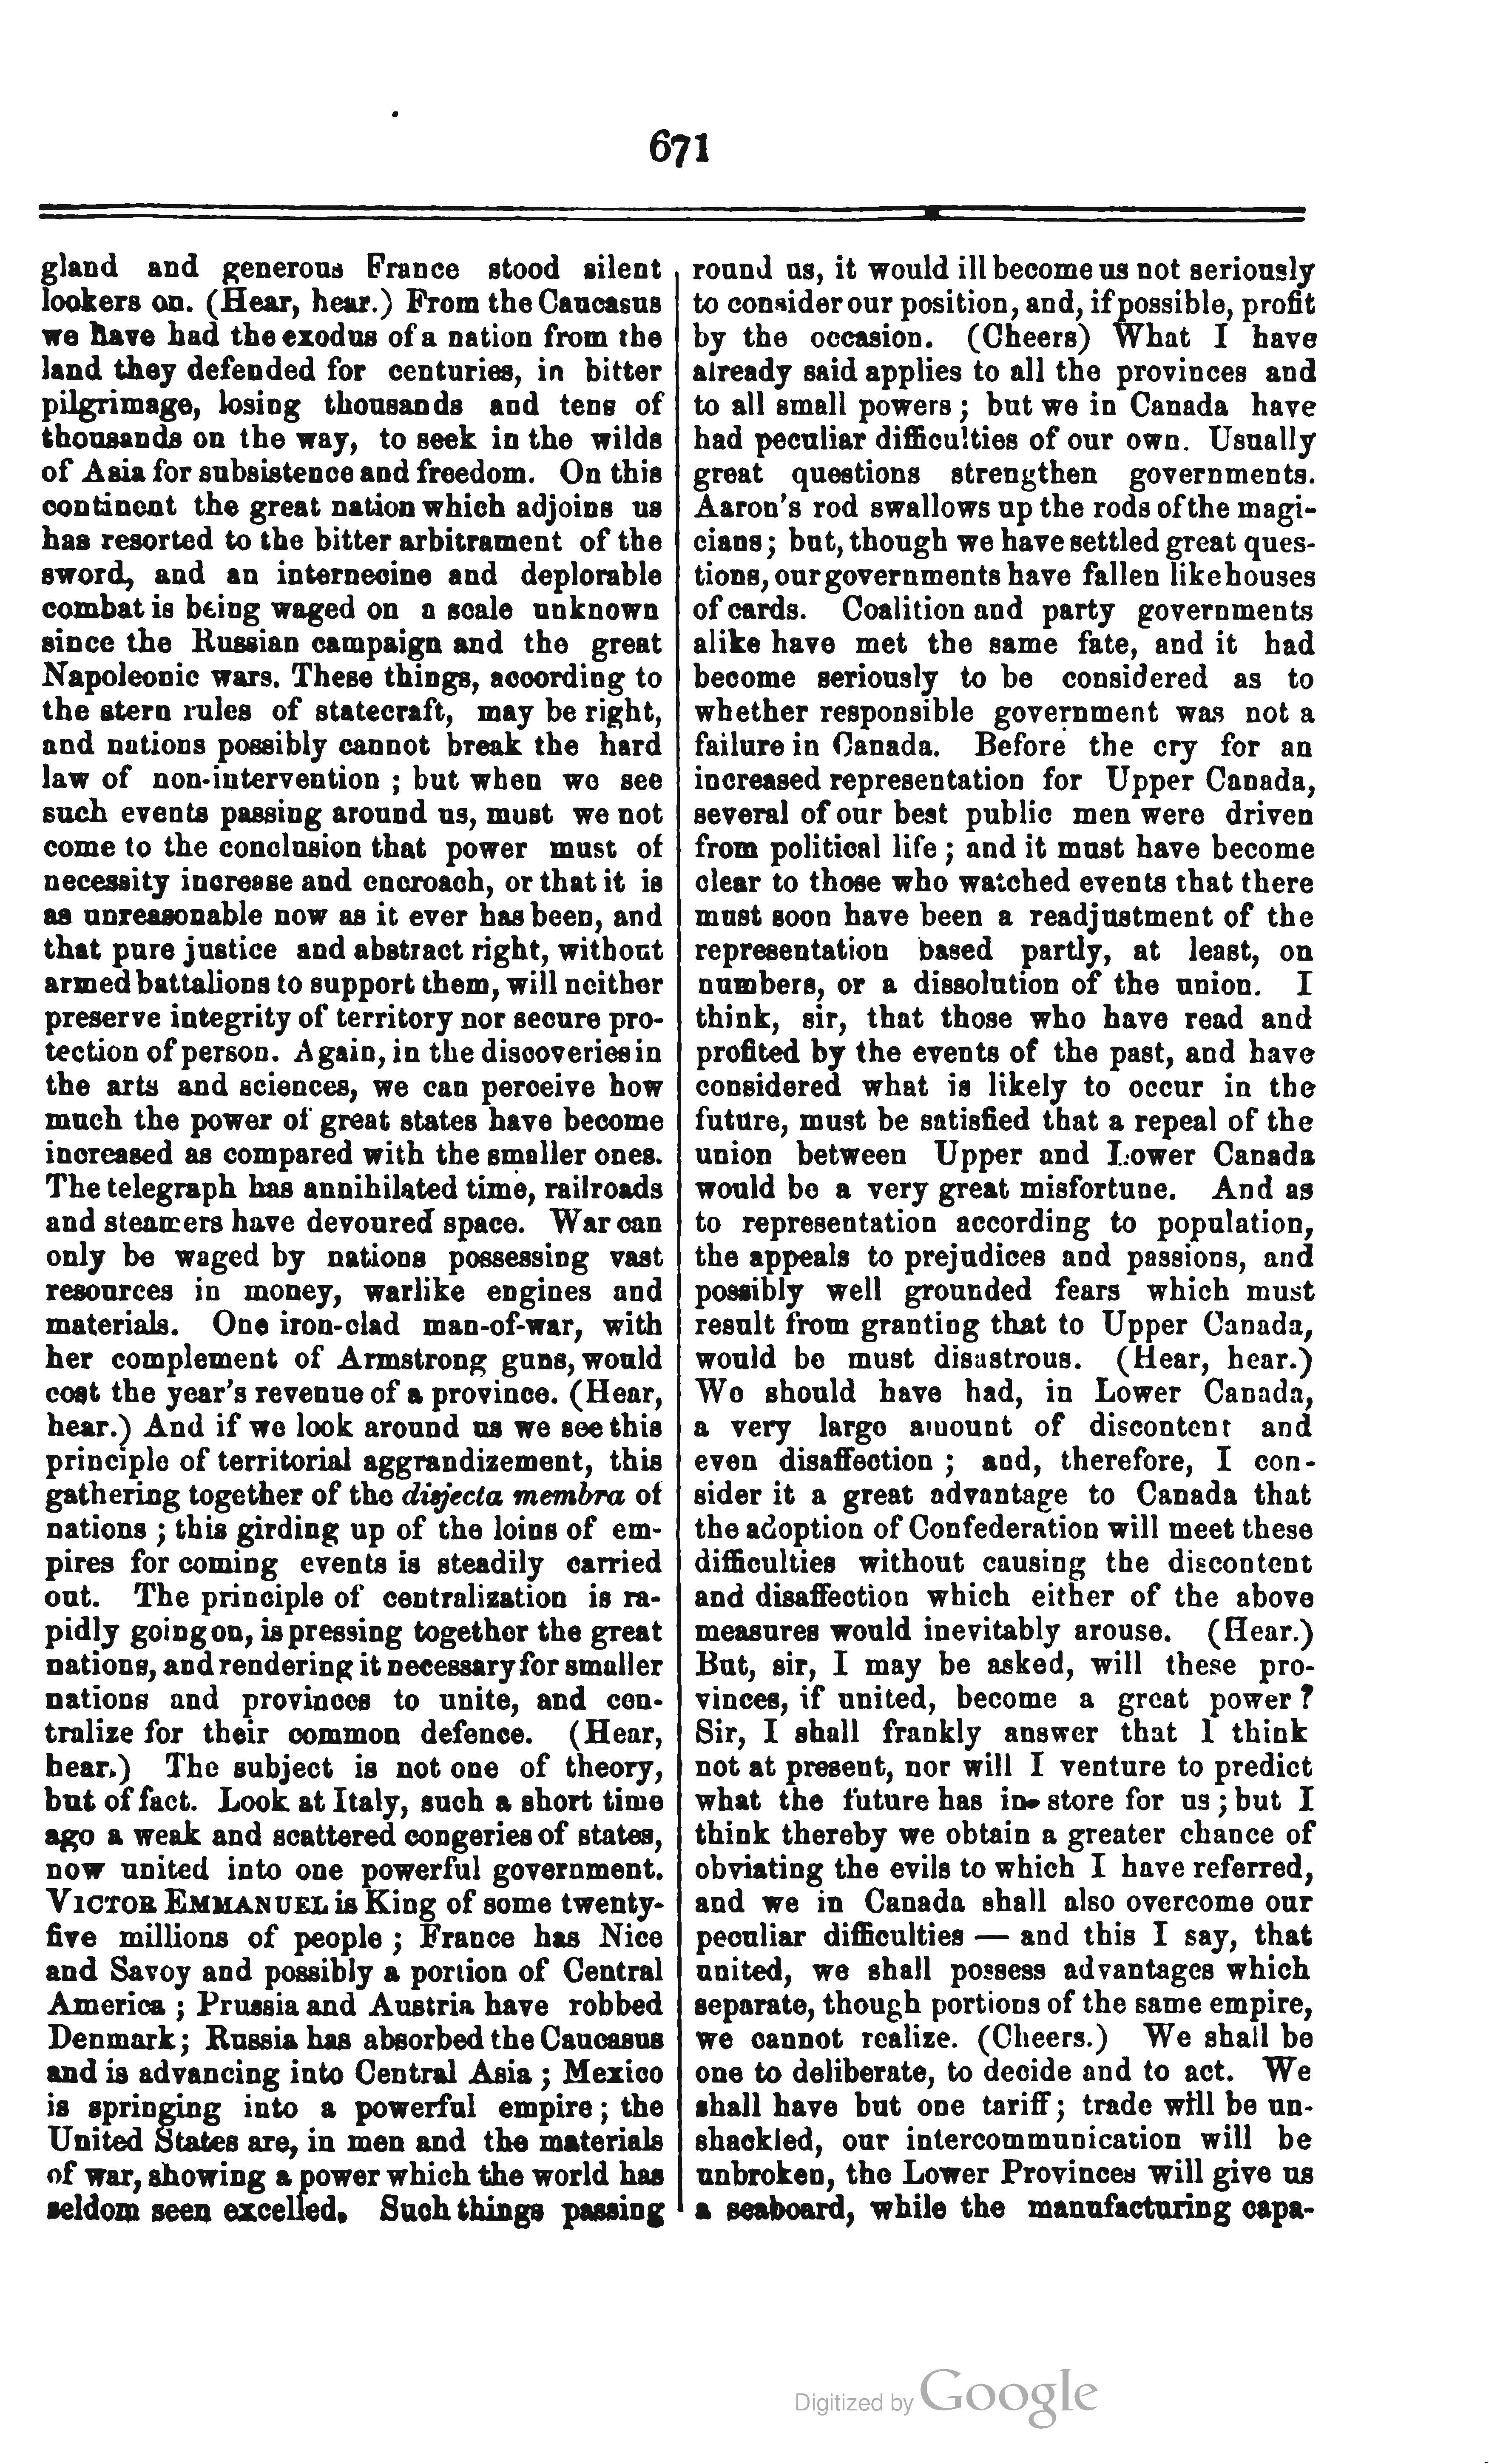 671
gland and generous France stood silent
lookers on. (Hear, hear.) From the Caucasus
we have had the exodus of a nation from the
land they defended for centuries, in bitter
pilgrimage, losing thousands and tens of
thousands on the way, to seek in the wilds
of Asia for subsistence and freedom. On this
continent the great nation which adjoins us
has resorted to the bitter arbitrament of the
sword, and an internecine and deplorable
combat is being waged on a scale unknown
since the Russian campaign and the great
Napoleonic wars. These things, according to
the stern rules of statecraft, may be right,
and nations possibly cannot break the hard
law of non-intervention ; but when we see
such events passing around us, must we not
come to the conclusion that power must of
necessity increase and encroach, or that it is
as unreasonable now as it ever has been, and
that pure justice and abstract right, without
armed battalions to support them, will neither
preserve integrity of territory nor secure pro-
tection of person. Again, in the discoveries in
the arts and sciences, we can perceive how
much the power of great states have become
increased as compared with the smaller ones.
The telegraph has annihilated time, railroads
and steamers have devoured space. War can
only be waged by nations possessing vast
resources in money, warlike engines and
materials. One iron-clad man-of-war, with
her complement of Armstrong guns, would
cost the year's revenue of a province. (Hear,
hear.) And if we look around us we see this
principle of territorial aggrandizement, this
gathering together of the disjecta membra of
nations ; this girding up of the loins of em-
pires for coming events is steadily carried
out. The principle of centralization is ra-
pidly going on, is pressing together the great
nations, and rendering it necessary for smaller
nations and provinces to unite, and cen-
tralize for their common defence. (Hear,
hear.) The subject is not one of theory,
but of fact. Look at Italy, such a short time
ago a weak and scattered congeries of states,
now united into one powerful government.
VICTOR EMMANUEL is King of some twenty-
five millions of people ; France has Nice
and Savoy and possibly a portion of Central
America ; Prussia and Austria have robbed
Denmark ; Russia has absorbed the Caucasus
and is advancing into Central Asia ; Mexico
is springing into a powerful empire ; the
United States are, in men and the materials
of war, showing a power which the world has
seldom seen excelled. Such things passing
round us, it would ill become us not seriously
to consider our position, and, if possible, profit
by the occasion. (Cheers) What I have
already said applies to all the provinces and
to all small powers ; but we in Canada have
had peculiar difficulties of our own. Usually
great questions strengthen governments.
Aaron's rod swallows up the rods of the magi-
cians ; but, though we have settled great ques-
tions, our governments have fallen like houses
of cards. Coalition and party governments
alike have met the same fate, and it had
become seriously to be considered as to
whether responsible government was not a
failure in Canada. Before the cry for an
increased representation for Upper Canada,
several of our best public men were driven
from political life ; and it must have become
clear to those who watched events that there
must soon have been a readjustment of the
representation based partly, at least, on
numbers, or a dissolution of the union. I
think, sir, that those who have read and
profited by the events of the past, and have
considered what is likely to occur in the
future, must be satisfied that a repeal of the
union between Upper and Lower Canada
would be a very great misfortune. And as
to representation according to population,
the appeals to prejudices and passions, and
possibly well grounded fears which must
result from granting that to Upper Canada,
would be must disastrous. (Hear, hear.)
We should have had, in Lower Canada,
a very large amount of discontent and
even disaffection ; and, therefore, I con-
sider it a great advantage to Canada that
the adoption of Confederation will meet these
difficulties without causing the discontent
and disaffection which either of the above
measures would inevitably arouse. (Hear.)
But, sir, I may be asked, will these pro-
vinces, if united, become a great power ?
Sir, I shall frankly answer that I think
not at present, nor will I venture to predict
what the future has in store for us ; but I
think thereby we obtain a greater chance of
obviating the evils to which I have referred,
and we in Canada shall also overcome our
peculiar difficulties — and this I say, that
united, we shall possess advantages which
separate, though portions of the same empire,
we cannot realize. (Cheers.) We shall be
one to deliberate, to decide and to act. We
shall have but one tariff ; trade will be un-
shackled, our intercommunication will be
unbroken, the Lower Provinces will give us
a seaboard, while the manufacturing capa-
Digitized by Google